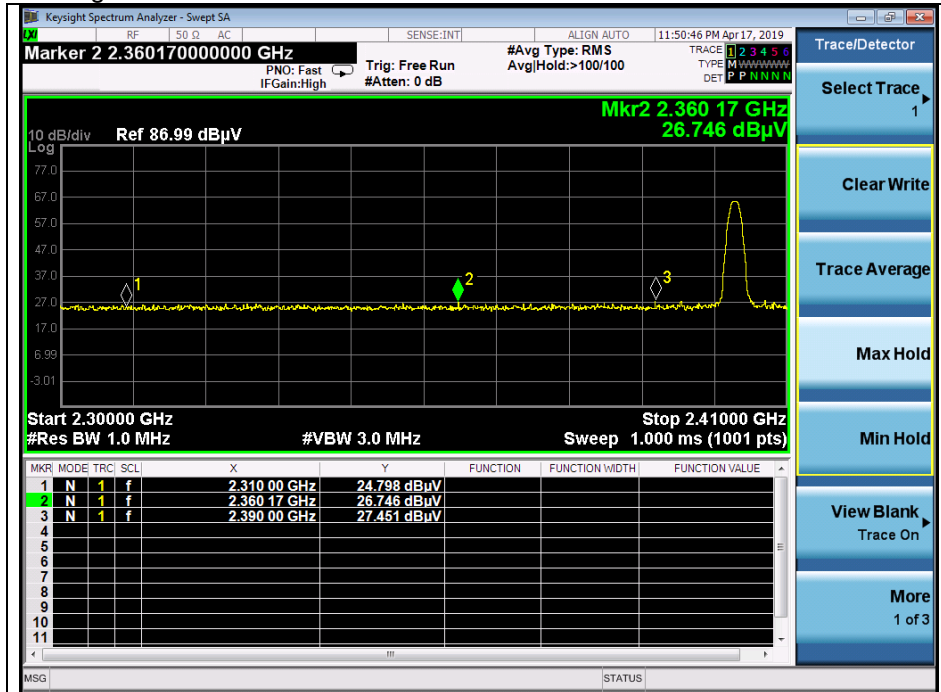 Keysight Spectrum Analyzer - Swept SA
LXI RF 50 Ω AC SENSE:INT ALIGN AUTO 11:50:46 PM Apr 17, 2019
Marker 2 2.360170000000 GHz
PNO: Fast
IFGain:High
Trig: Free Run
#Atten: 0 dB
#Avg Type: RMS
Avg|Hold:>100/100
TRACE 1 2 3 4 5 6
TYPE M W W W W W
DET P P N N N N
Mkr2 2.360 17 GHz
26.746 dBµV
10 dB/div Ref 86.99 dBµV
Log
77.0
67.0
57.0
47.0
37.0
27.0
17.0
6.99
-3.01
1
2
3
Start 2.30000 GHz Stop 2.41000 GHz
#Res BW 1.0 MHz #VBW 3.0 MHz Sweep 1.000 ms (1001 pts)
MKR MODE TRC SCL X Y FUNCTION FUNCTION WIDTH FUNCTION VALUE
1 N 1 f 2.310 00 GHz 24.798 dBµV
2 N 1 f 2.360 17 GHz 26.746 dBµV
3 N 1 f 2.390 00 GHz 27.451 dBµV
4
5
6
7
8
9
10
11
MSG STATUS
Trace/Detector
Select Trace
1
Clear Write
Trace Average
Max Hold
Min Hold
View Blank
Trace On
More
1 of 3